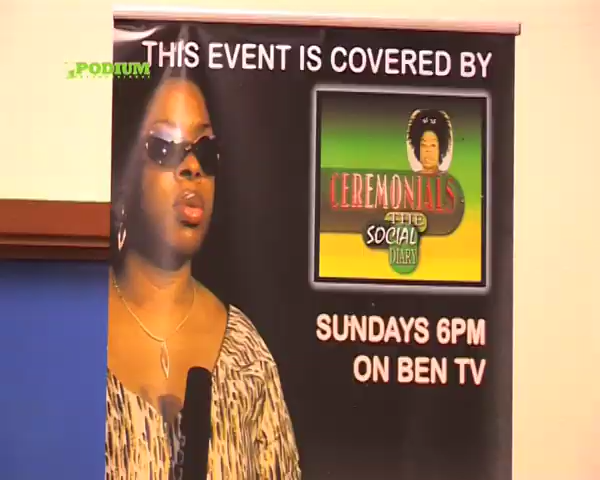 PODIUM
THIS EVENT IS COVERED BY
CEREMONIALS
THE
SOCIAL
DIARY
SUNDAYS 6PM
ON BEN TV